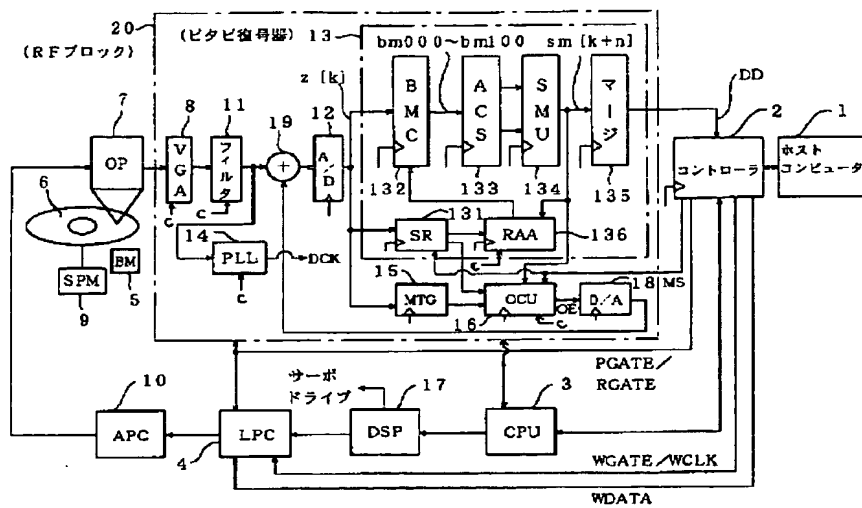 20
(RFブロック)
(ビタビ復号器)
13
bm000~bm100
sm [k+n]
z [k]
DD
7
8
11
19
12
2
1
OP
VGA
フィルタ
+
A/D
BMC
ACS
SMU
マージ
コントローラ
ホスト
コンピュータ
132
133
134
135
6
c
c
14
131
136
SR
RAA
c
PLL
DCK
c
BM
5
SPM
9
15
MTG
OCU
16
c
OE
18
D/A
MS
PGATE/
RGATE
サーボ
ドライブ
10
17
3
APC
LPC
4
DSP
CPU
WGATE/WCLK
WDATA